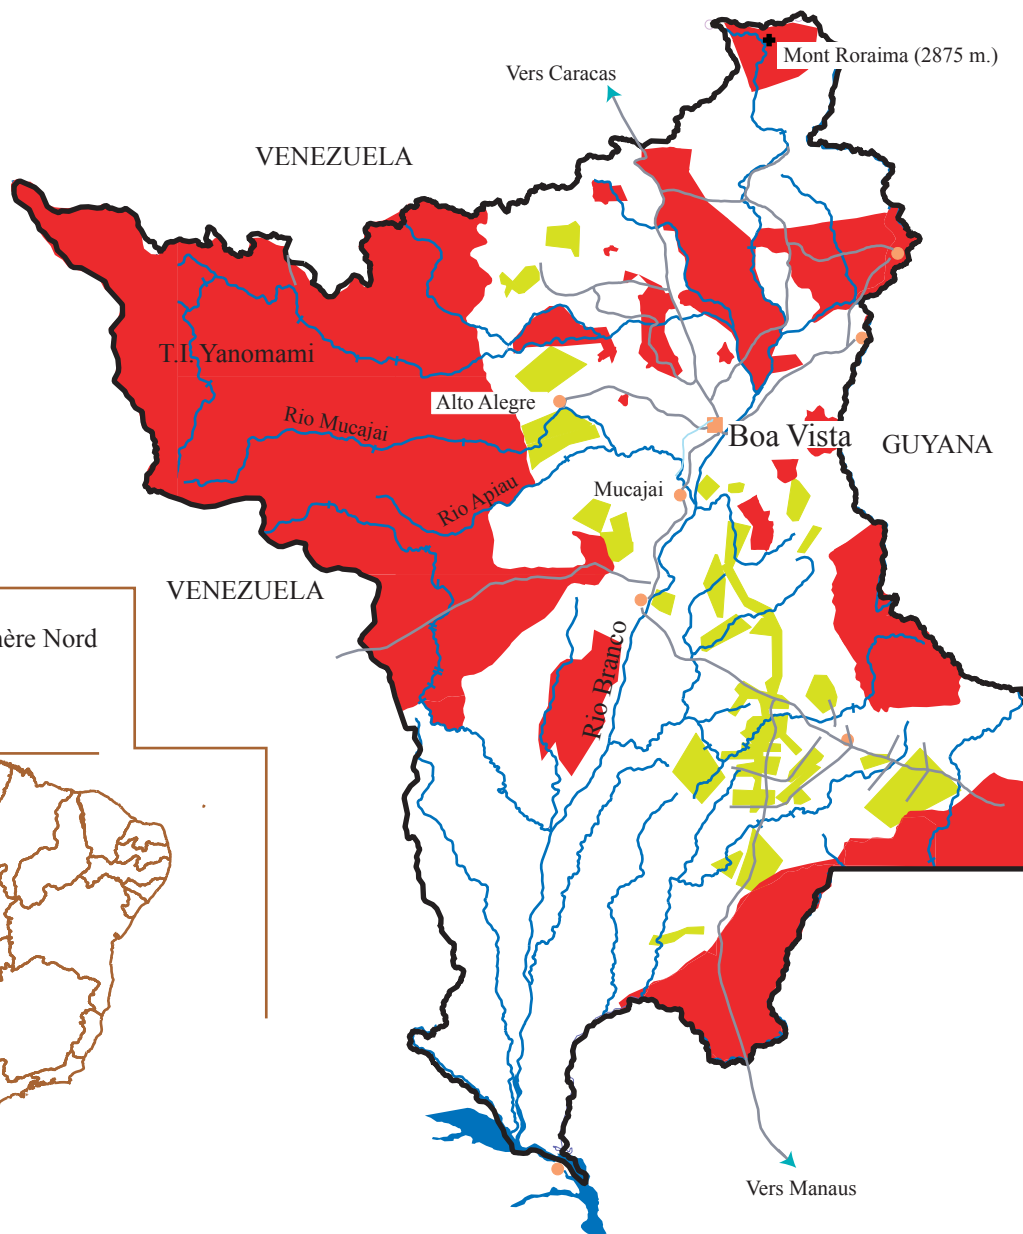 Mont Roraima (2875 m.)
Vers Caracas
VENEZUELA
T.I. Yanomami
Alto Alegre
Rio Mucajai
Boa Vista
GUYANA
Rio Apiau
Mucajai
VENEZUELA
ère Nord
Rio Branco
Vers Manaus